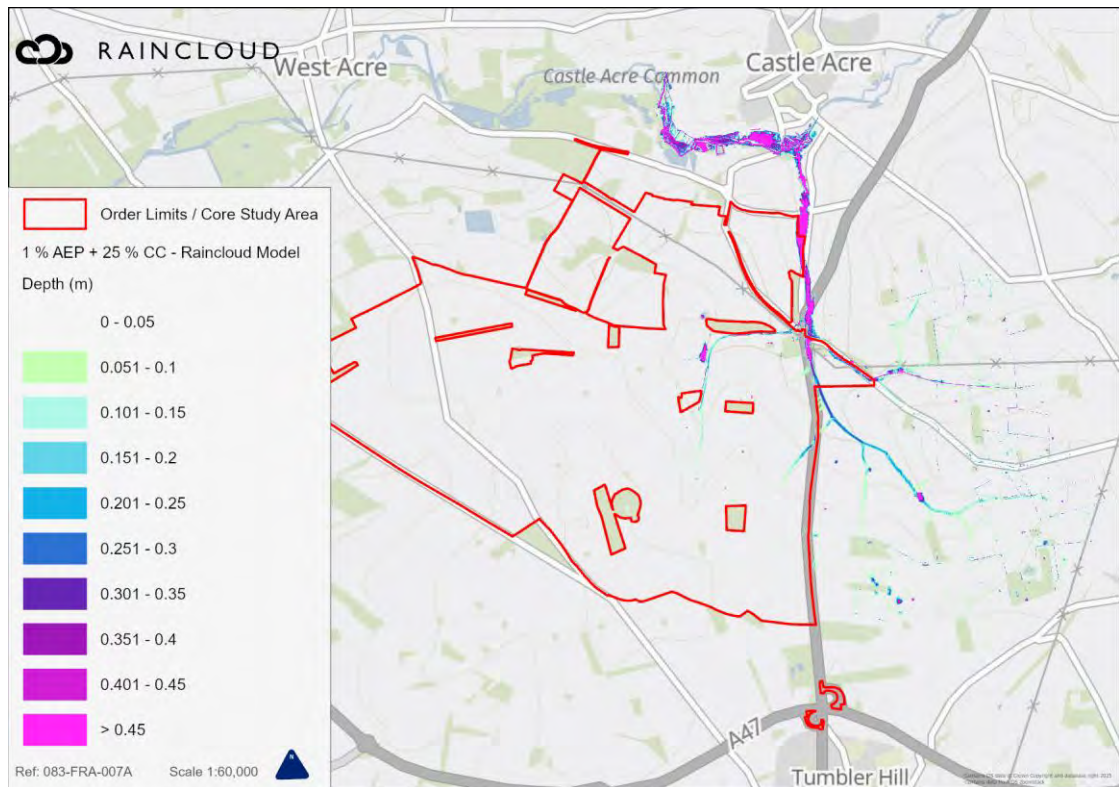 RAINCLOUD
West Acre
Castle Acre Common
Castle Acre
Order Limits / Core Study Area
1 % AEP + 25 % CC - Raincloud Model
Depth (m)
0 - 0.05
0.051 - 0.1
0.101 - 0.15
0.151 - 0.2
0.201 - 0.25
0.251 - 0.3
0.301 - 0.35
0.351 - 0.4
0.401 - 0.45
> 0.45
Ref: 083-FRA-007A
Scale 1:60,000
N
A47
Tumbler Hill